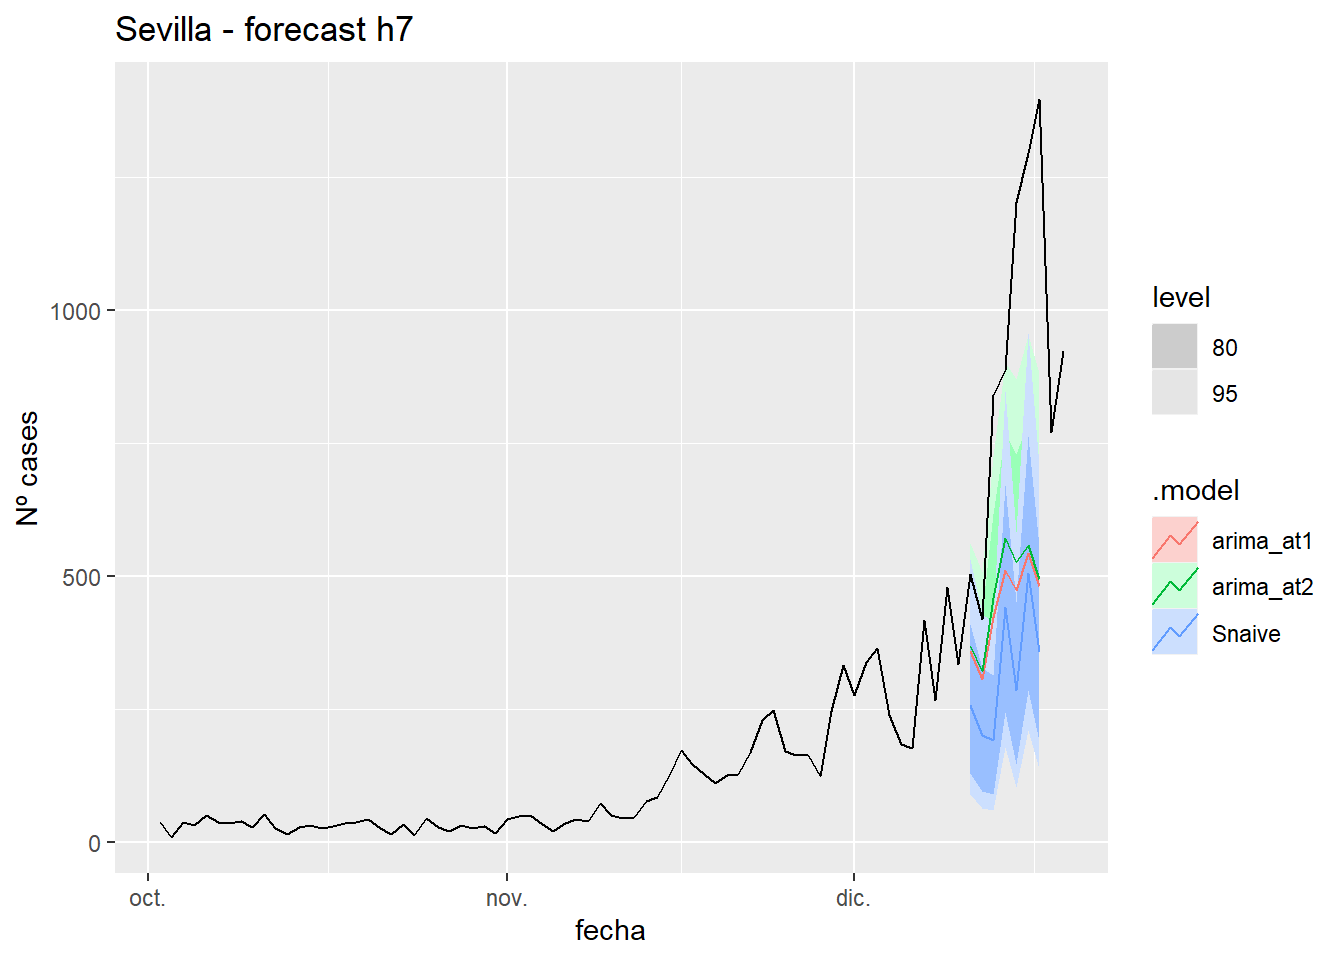 Sevilla - forecast h7
Nº cases
1000
500
0
oct.
nov.
dic.
fecha
level
80
95
.model
arima_at1
arima_at2
Snaive